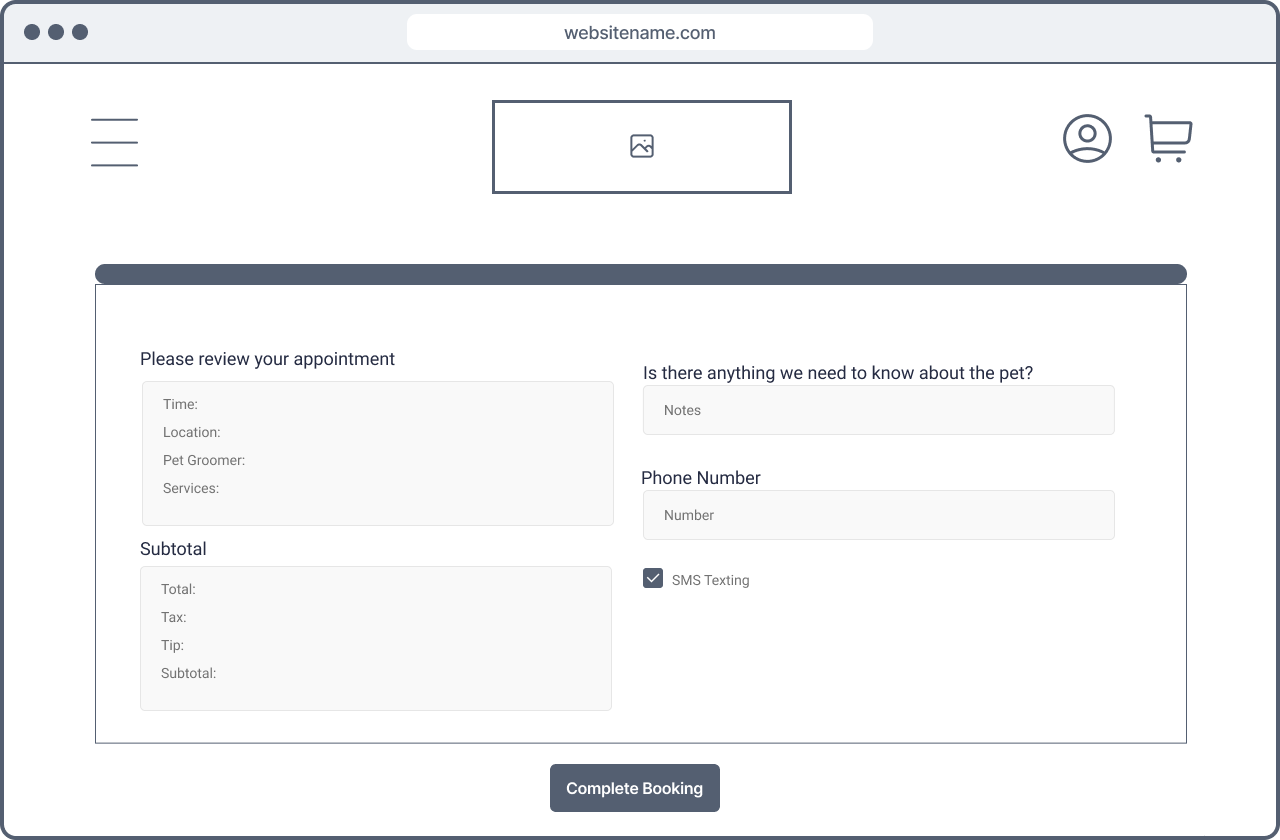 websitename.com
Please review your appointment
Time:
Location:
Pet Groomer:
Services:
Subtotal
Total:
Tax:
Tip:
Subtotal:
Is there anything we need to know about the pet?
Notes
Phone Number
Number
SMS Texting
Complete Booking